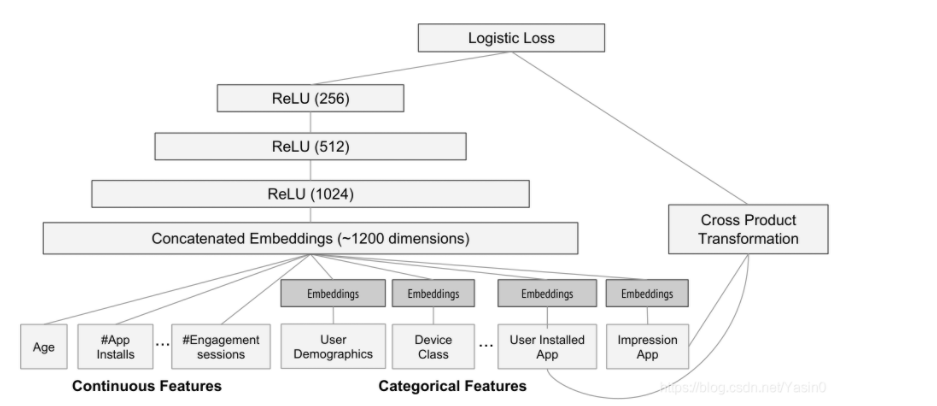 Logistic Loss
ReLU (256)
ReLU (512)
ReLU (1024)
Cross Product
Transformation
Concatenated Embeddings (~1200 dimensions)
Embeddings
Embeddings
Embeddings
Embeddings
Age
#App
Installs
...
#Engagement
sessions
User
Demographics
Device
Class
...
User Installed
App
Impression
App
Continuous Features
Categorical Features
https://blog.csdn.net/Yasin0